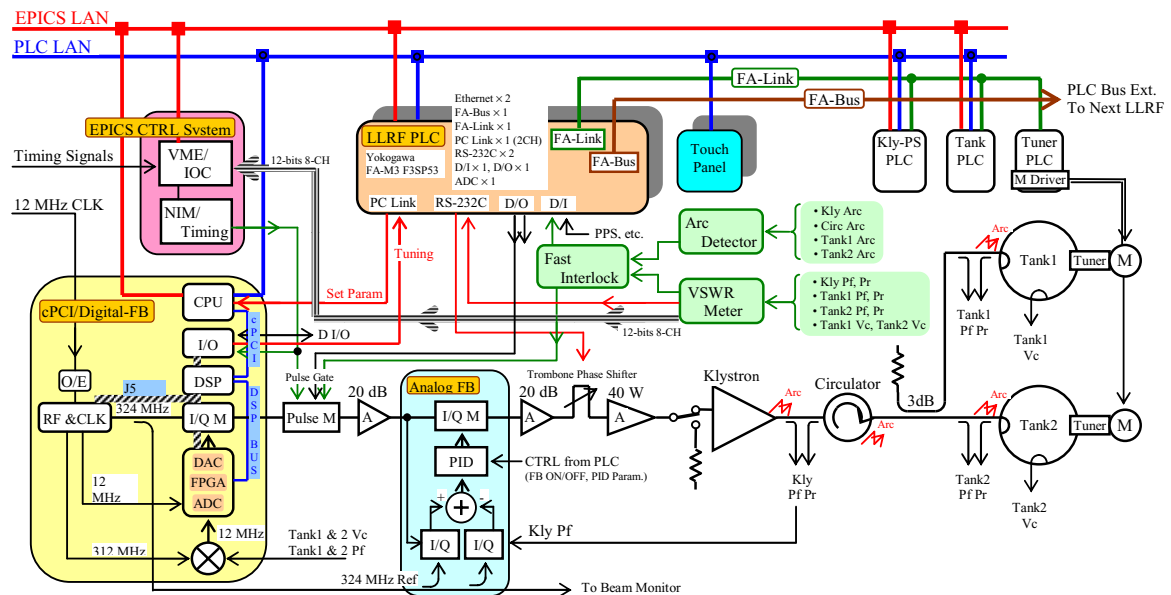 EPICS LAN
PLC LAN
FA-Link
FA-Bus
PLC Bus Ext.
To Next LLRF
EPICS CTRL System
Timing Signals
VME/
IOC
NIM/
Timing
12-bits 8-CH
12 MHz CLK
LLRF PLC
Yokogawa
FA-M3 F3SP53
Ethernet × 2
FA-Bus × 1
FA-Link × 1
PC Link × 1 (2CH)
RS-232C × 2
D/I × 1, D/O × 1
ADC × 1
FA-Link
FA-Bus
PC Link
RS-232C
D/O
D/I
Touch
Panel
Kly-PS
PLC
Tank
PLC
Tuner
PLC
M Driver
PPS, etc.
Tuning
Set Param
Arc
Detector
• Kly Arc
• Circ Arc
• Tank1 Arc
• Tank2 Arc
Fast
Interlock
VSWR
Meter
• Kly Pf, Pr
• Tank1 Pf, Pr
• Tank2 Pf, Pr
• Tank1 Vc, Tank2 Vc
12-bits 8-CH
Arc
Tank1
Tuner
M
Tank1
Pf Pr
Tank1
Vc
cPCI/Digital-FB
CPU
cPCI
I/O
D I/O
DSP
DSP BUS
O/E
J5
324 MHz
RF &CLK
I/Q M
DAC
FPGA
ADC
12
MHz
12 MHz
312 MHz
Tank1 & 2 Vc
Tank1 & 2 Pf
Pulse Gate
Pulse M
20 dB
A
Analog FB
I/Q M
PID
+
-
+
I/Q
I/Q
324 MHz Ref
CTRL from PLC
(FB ON/OFF, PID Param.)
Kly Pf
To Beam Monitor
20 dB
A
Trombone Phase Shifter
40 W
A
Klystron
Arc
Kly
Pf Pr
Circulator
Arc
3dB
Arc
Tank2
Tuner
M
Tank2
Pf Pr
Tank2
Vc